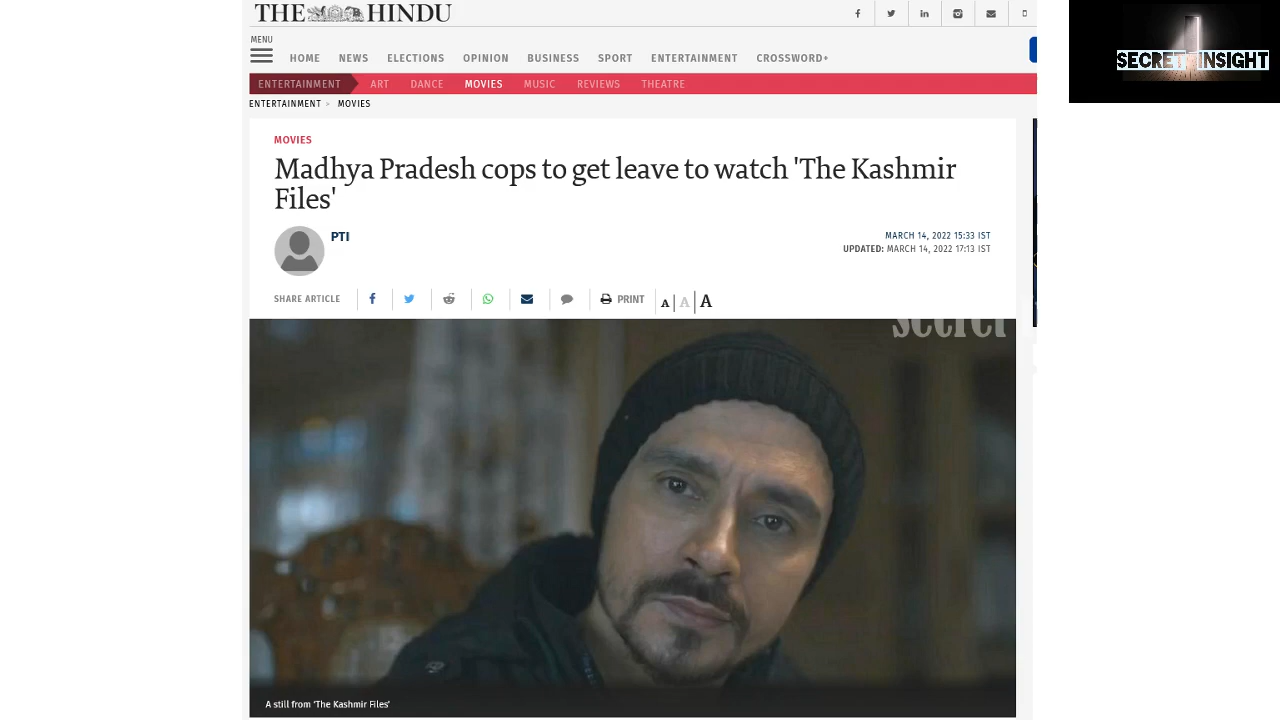 THE HINDU
SECRET INSIGHT
MENU
HOME NEWS ELECTIONS OPINION BUSINESS SPORT ENTERTAINMENT CROSSWORD+
ENTERTAINMENT ART DANCE MOVIES MUSIC REVIEWS THEATRE
ENTERTAINMENT > MOVIES
MOVIES
Madhya Pradesh cops to get leave to watch 'The Kashmir
Files'
PTI
MARCH 14, 2022 15:33 IST
UPDATED: MARCH 14, 2022 17:13 IST
SHARE ARTICLE PRINT A A A
secret
A still from 'The Kashmir Files'